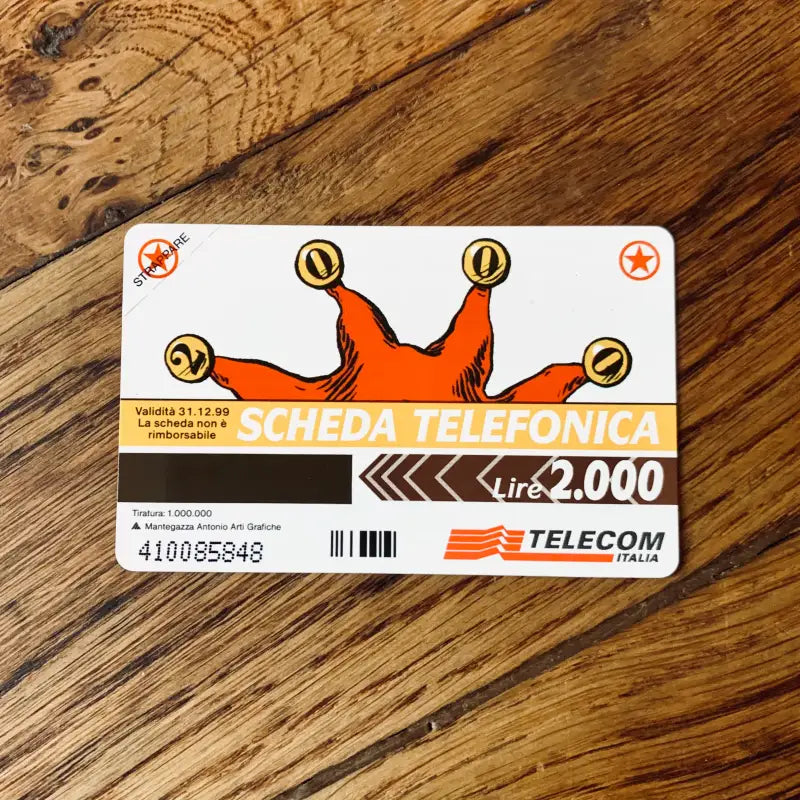 STRAPPARE
2 0 0 0
Validità 31.12.99
La scheda non è
rimborsabile
SCHEDA TELEFONICA
Lire 2.000
Tiratura: 1.000.000
Mantegazza Antonio Arti Grafiche
410085848
TELECOM
ITALIA